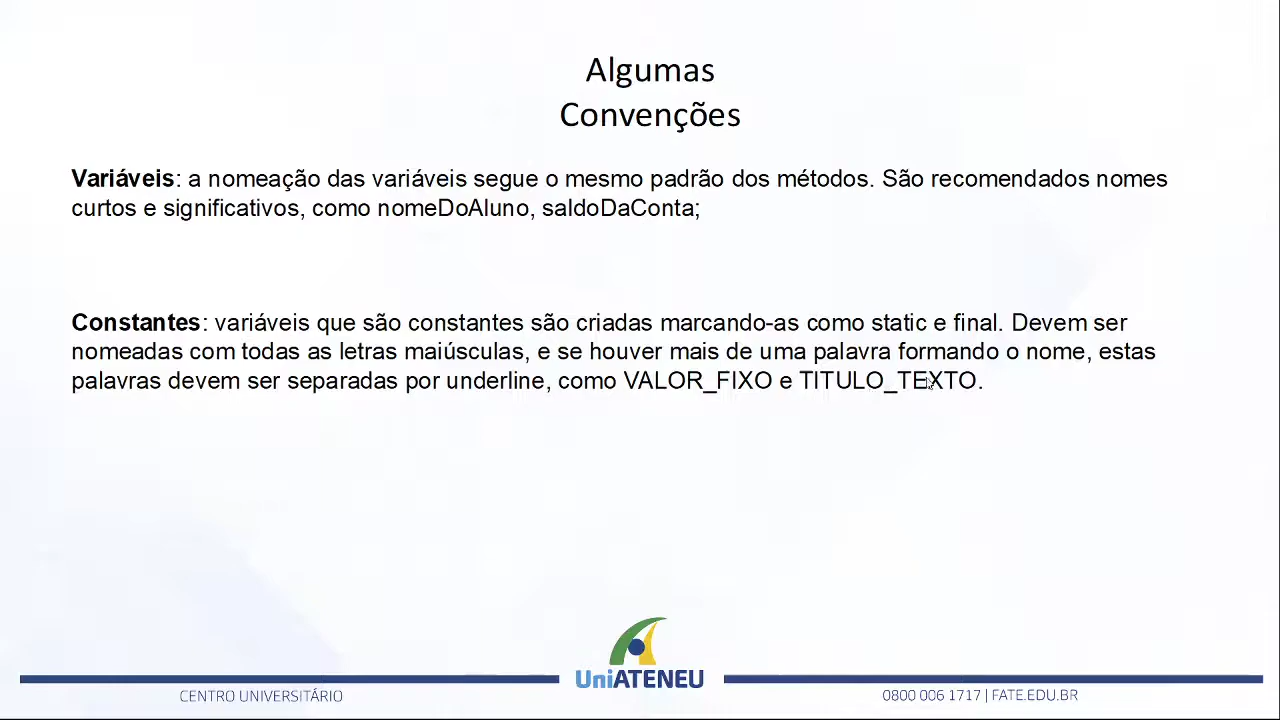 Algumas
Convenções
Variáveis: a nomeação das variáveis segue o mesmo padrão dos métodos. São recomendados nomes
curtos e significativos, como nomeDoAluno, saldoDaConta;
Constantes: variáveis que são constantes são criadas marcando-as como static e final. Devem ser
nomeadas com todas as letras maiúsculas, e se houver mais de uma palavra formando o nome, estas
palavras devem ser separadas por underline, como VALOR_FIXO e TITULO_TEXTO.
UniATENEU
CENTRO UNIVERSITÁRIO
0800 006 1717 | FATE.EDU.BR